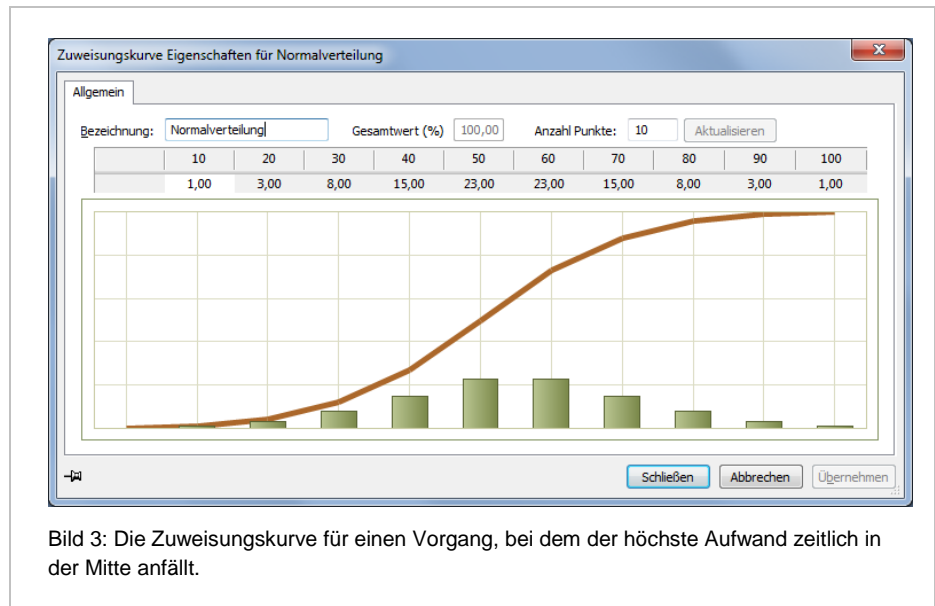 Zuweisungskurve Eigenschaften für Normalverteilung
Allgemein
Bezeichnung: Normalverteilung Gesamtwert (%) 100,00 Anzahl Punkte: 10 Aktualisieren
10 20 30 40 50 60 70 80 90 100
1,00 3,00 8,00 15,00 23,00 23,00 15,00 8,00 3,00 1,00
Schließen Abbrechen Übernehmen
Bild 3: Die Zuweisungskurve für einen Vorgang, bei dem der höchste Aufwand zeitlich in
der Mitte anfällt.